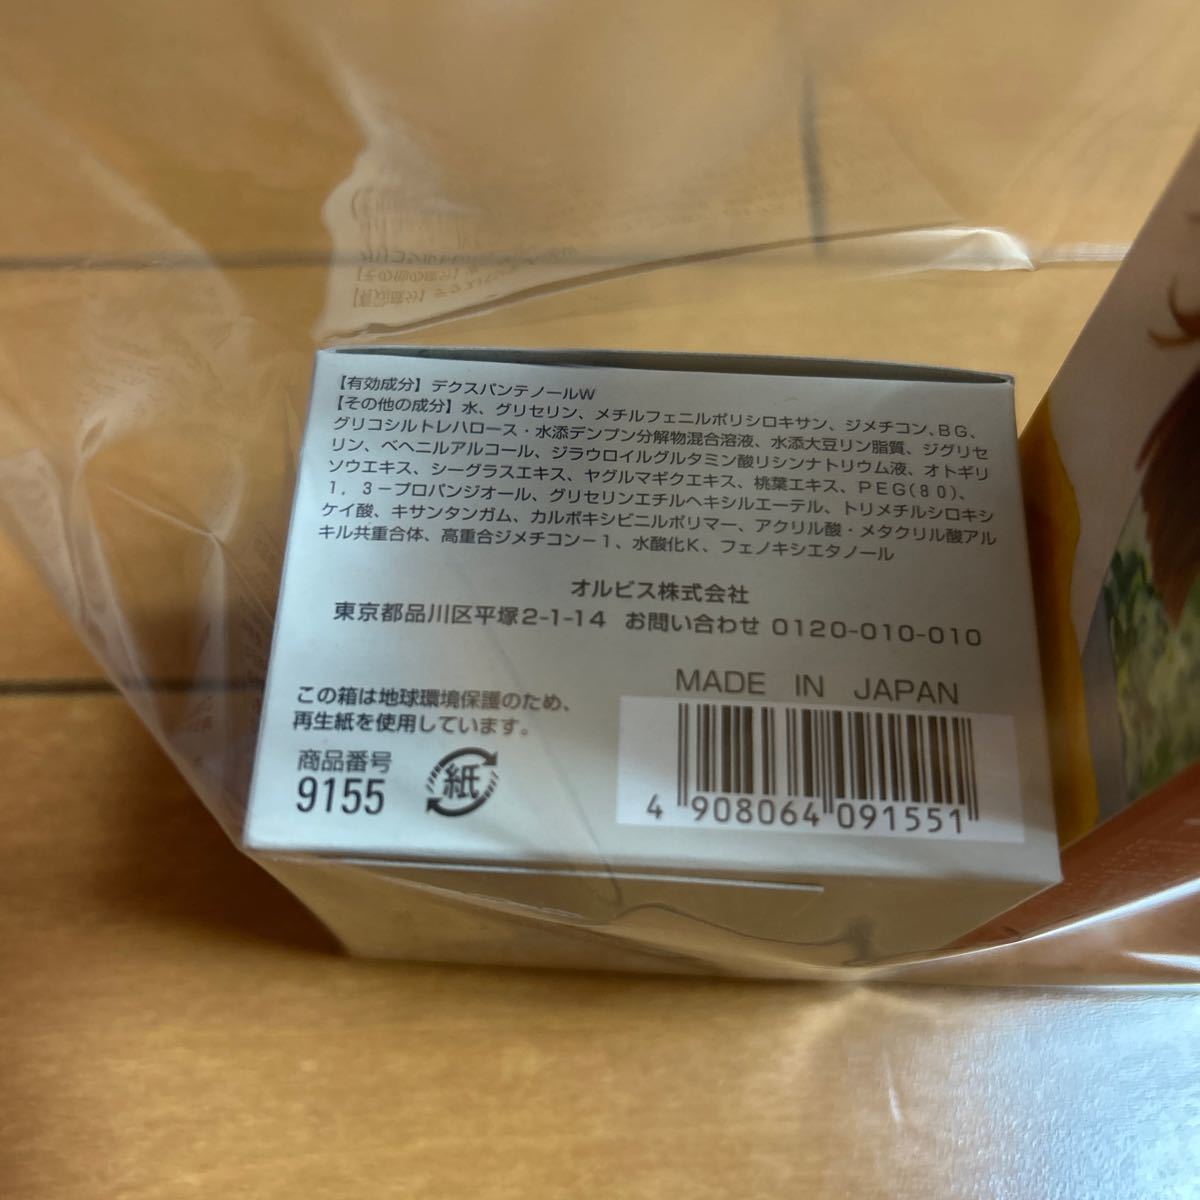 【有効成分】デクスパンテノールW
【その他の成分】水、グリセリン、メチルフェニルポリシロキサン、ジメチコン、BG、
グリコシルトレハロース・水添デンプン分解物混合溶液、水添大豆リン脂質、ジグリセ
リン、ベヘニルアルコール、ジラウロイルグルタミン酸リシンナトリウム液、オトギリ
ソウエキス、シーグラスエキス、ヤグルマギクエキス、桃葉エキス、PEG(80)、
1，3－プロパンジオール、グリセリンエチルヘキシルエーテル、トリメチルシロキシ
ケイ酸、キサンタンガム、カルボキシビニルポリマー、アクリル酸・メタクリル酸アル
キル共重合体、高重合ジメチコン－1、水酸化K、フェノキシエタノール
オルビス株式会社
東京都品川区平塚2-1-14 お問い合わせ 0120-010-010
MADE IN JAPAN
この箱は地球環境保護のため、
再生紙を使用しています。
商品番号
9155
紙
4 908064 091551